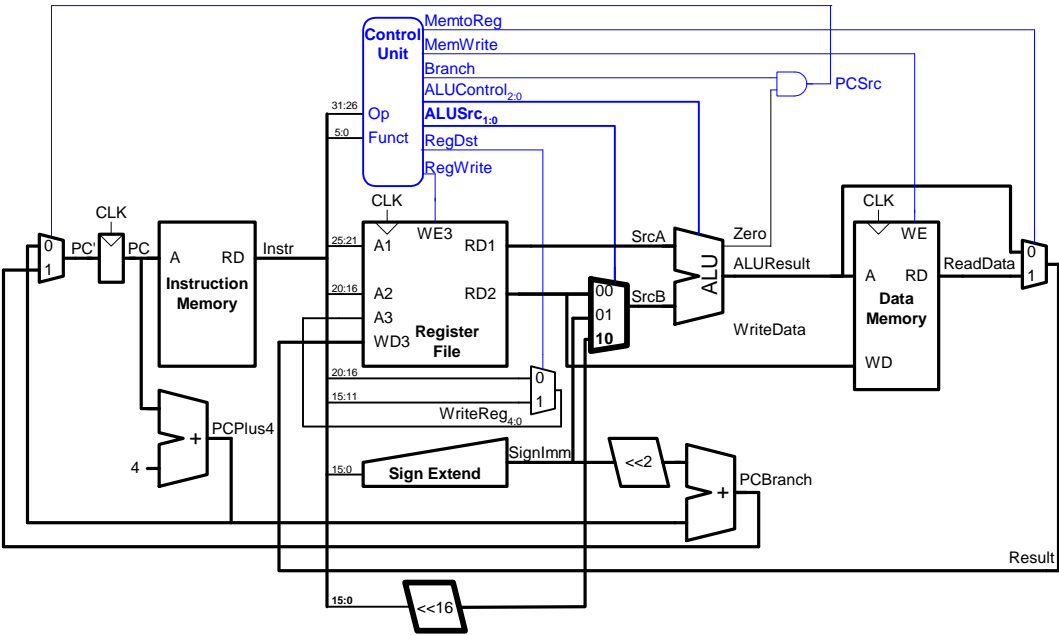 MemtoReg
Control
Unit
MemWrite
Branch
ALUControl2:0
PCSrc
31:26
Op
ALUSrc1:0
5:0
Funct
RegDst
RegWrite
CLK
CLK
CLK
0
1
PC'
PC
A
RD
Instruction
Memory
Instr
25:21
A1
WE3
RD1
SrcA
Zero
ALU
ALUResult
WE
A
RD
ReadData
0
1
20:16
A2
RD2
00
01
10
SrcB
A3
WD3
Register
File
Data
Memory
WriteData
WD
20:16
0
15:11
1
WriteReg4:0
PCPlus4
+
4
15:0
Sign Extend
SignImm
<<2
+
PCBranch
Result
15:0
<<16